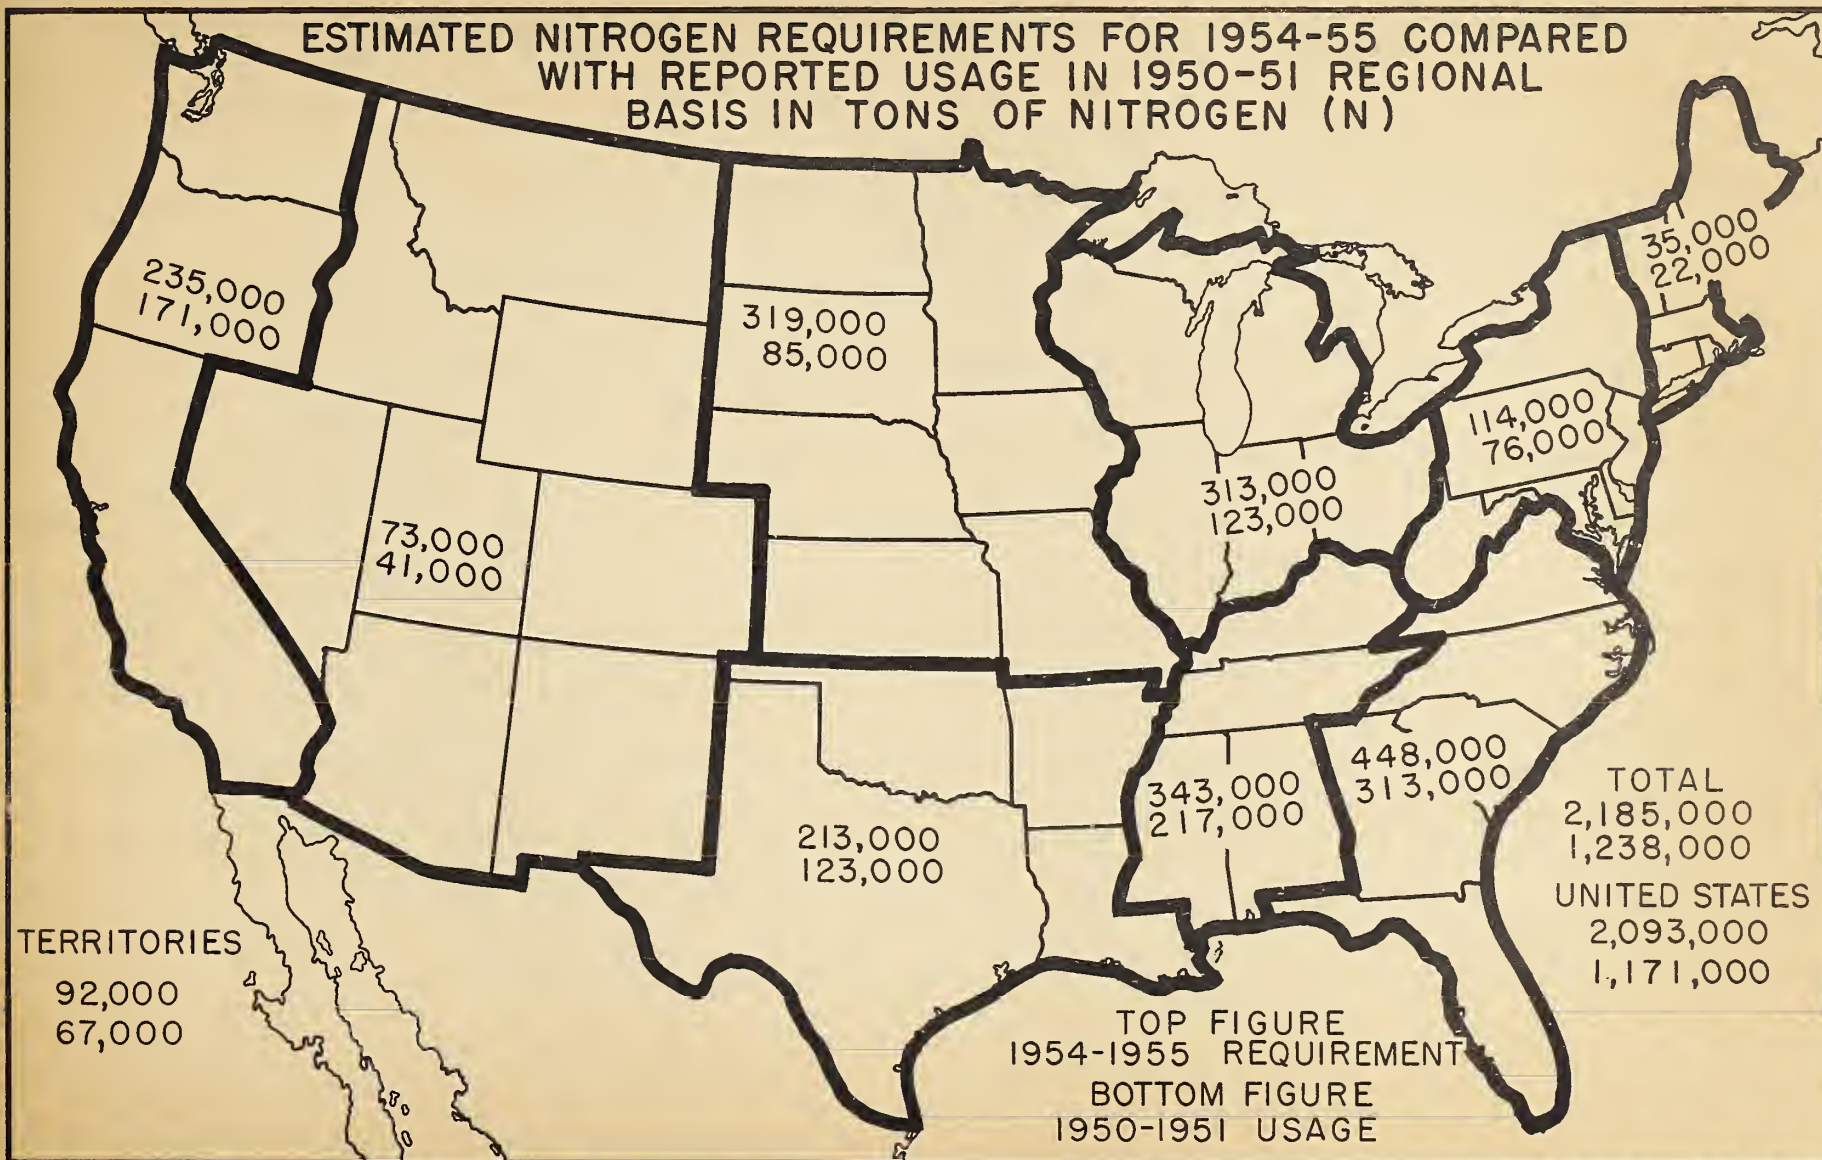 ESTIMATED NITROGEN REQUIREMENTS FOR 1954-55 COMPARED
WITH REPORTED USAGE IN 1950-51 REGIONAL
BASIS IN TONS OF NITROGEN (N)
35,000
22,000
235,000
171,000
319,000
85,000
114,000
76,000
313,000
123,000
73,000
41,000
448,000
313,000
343,000
217,000
213,000
123,000
TOTAL
2,185,000
1,238,000
UNITED STATES
2,093,000
1,171,000
TERRITORIES
92,000
67,000
TOP FIGURE
1954-1955 REQUIREMENT
BOTTOM FIGURE
1950-1951 USAGE